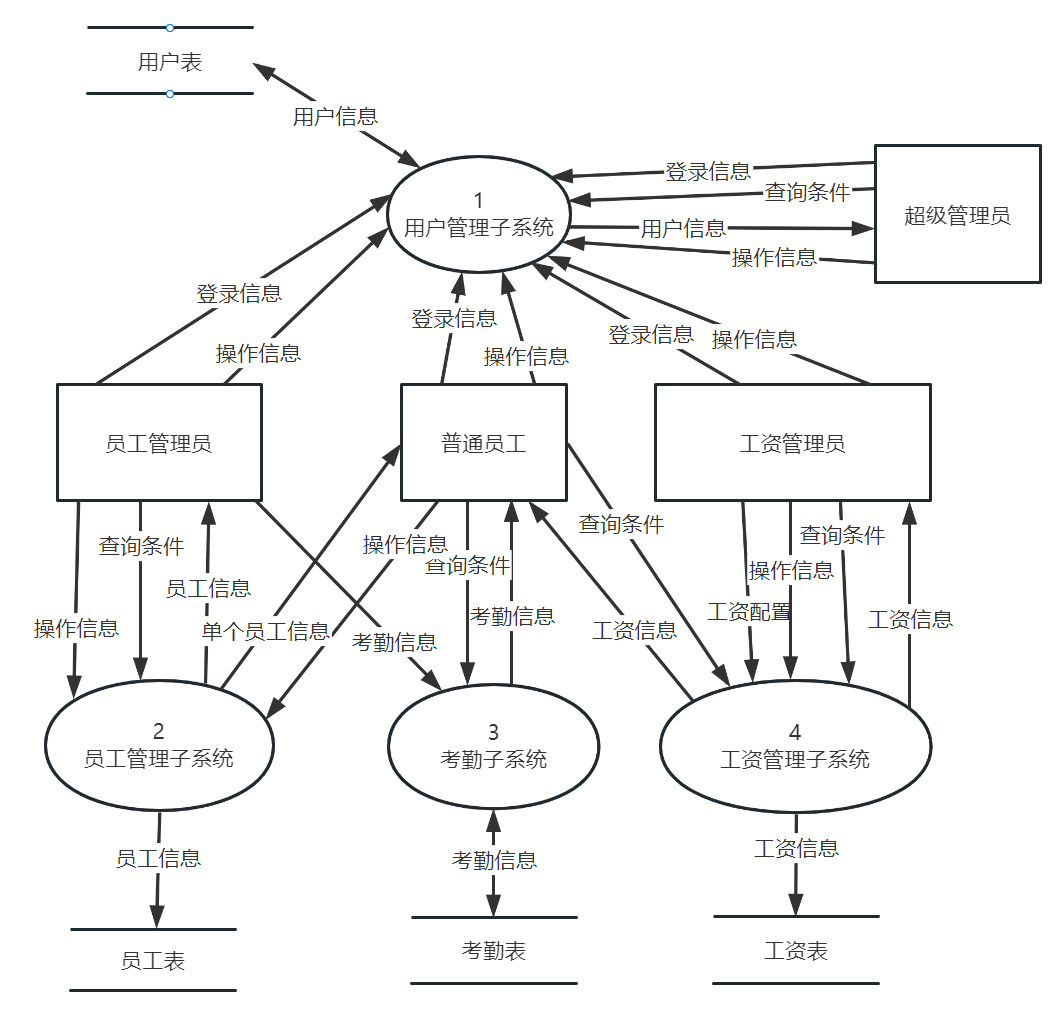 用户表
用户信息
登录信息
查询条件
1
用户管理子系统
超级管理员
用户信息
操作信息
登录信息
登录信息
操作信息
登录信息
操作信息
操作信息
员工管理员
普通员工
工资管理员
查询条件
操作信息
查询条件
查询条件
查询条件
操作信息
员工信息
工资配置
考勤信息
工资信息
操作信息
单个员工信息
工资信息
考勤信息
2
员工管理子系统
3
考勤子系统
4
工资管理子系统
员工信息
考勤信息
工资信息
员工表
考勤表
工资表